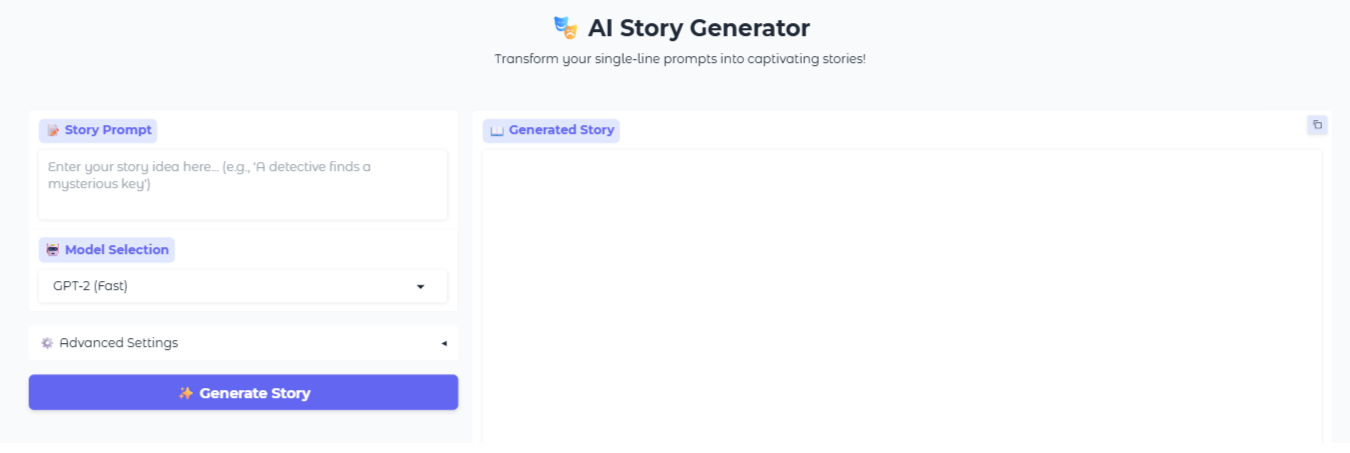 AI Story Generator
Transform your single-line prompts into captivating stories!
Story Prompt
Enter your story idea here... (e.g., 'A detective finds a
mysterious key')
Model Selection
GPT-2 (Fast)
Advanced Settings
Generate Story
Generated Story